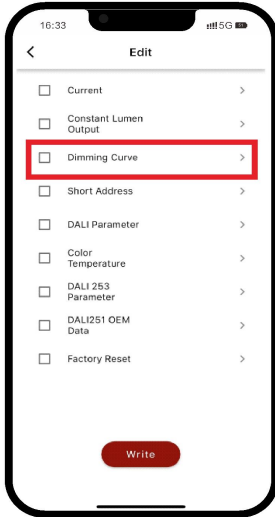 16:33
5G
Edit
Current
Constant Lumen
Output
Dimming Curve
Short Address
DALI Parameter
Color
Temperature
DALI 253
Parameter
DALI251 OEM
Data
Factory Reset
Write